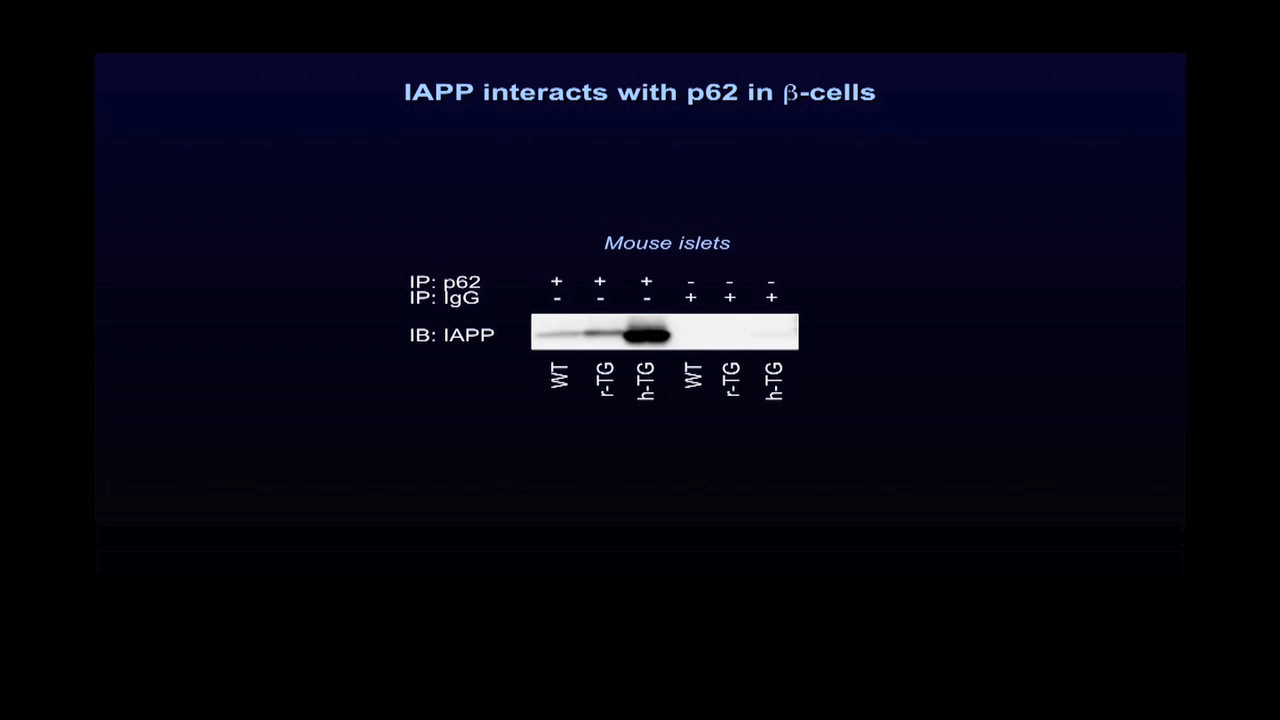 IAPP interacts with p62 in β-cells
Mouse islets
IP: p62 + + + - - -
IP: IgG - - - + + +
IB: IAPP
WT r-TG h-TG WT r-TG h-TG